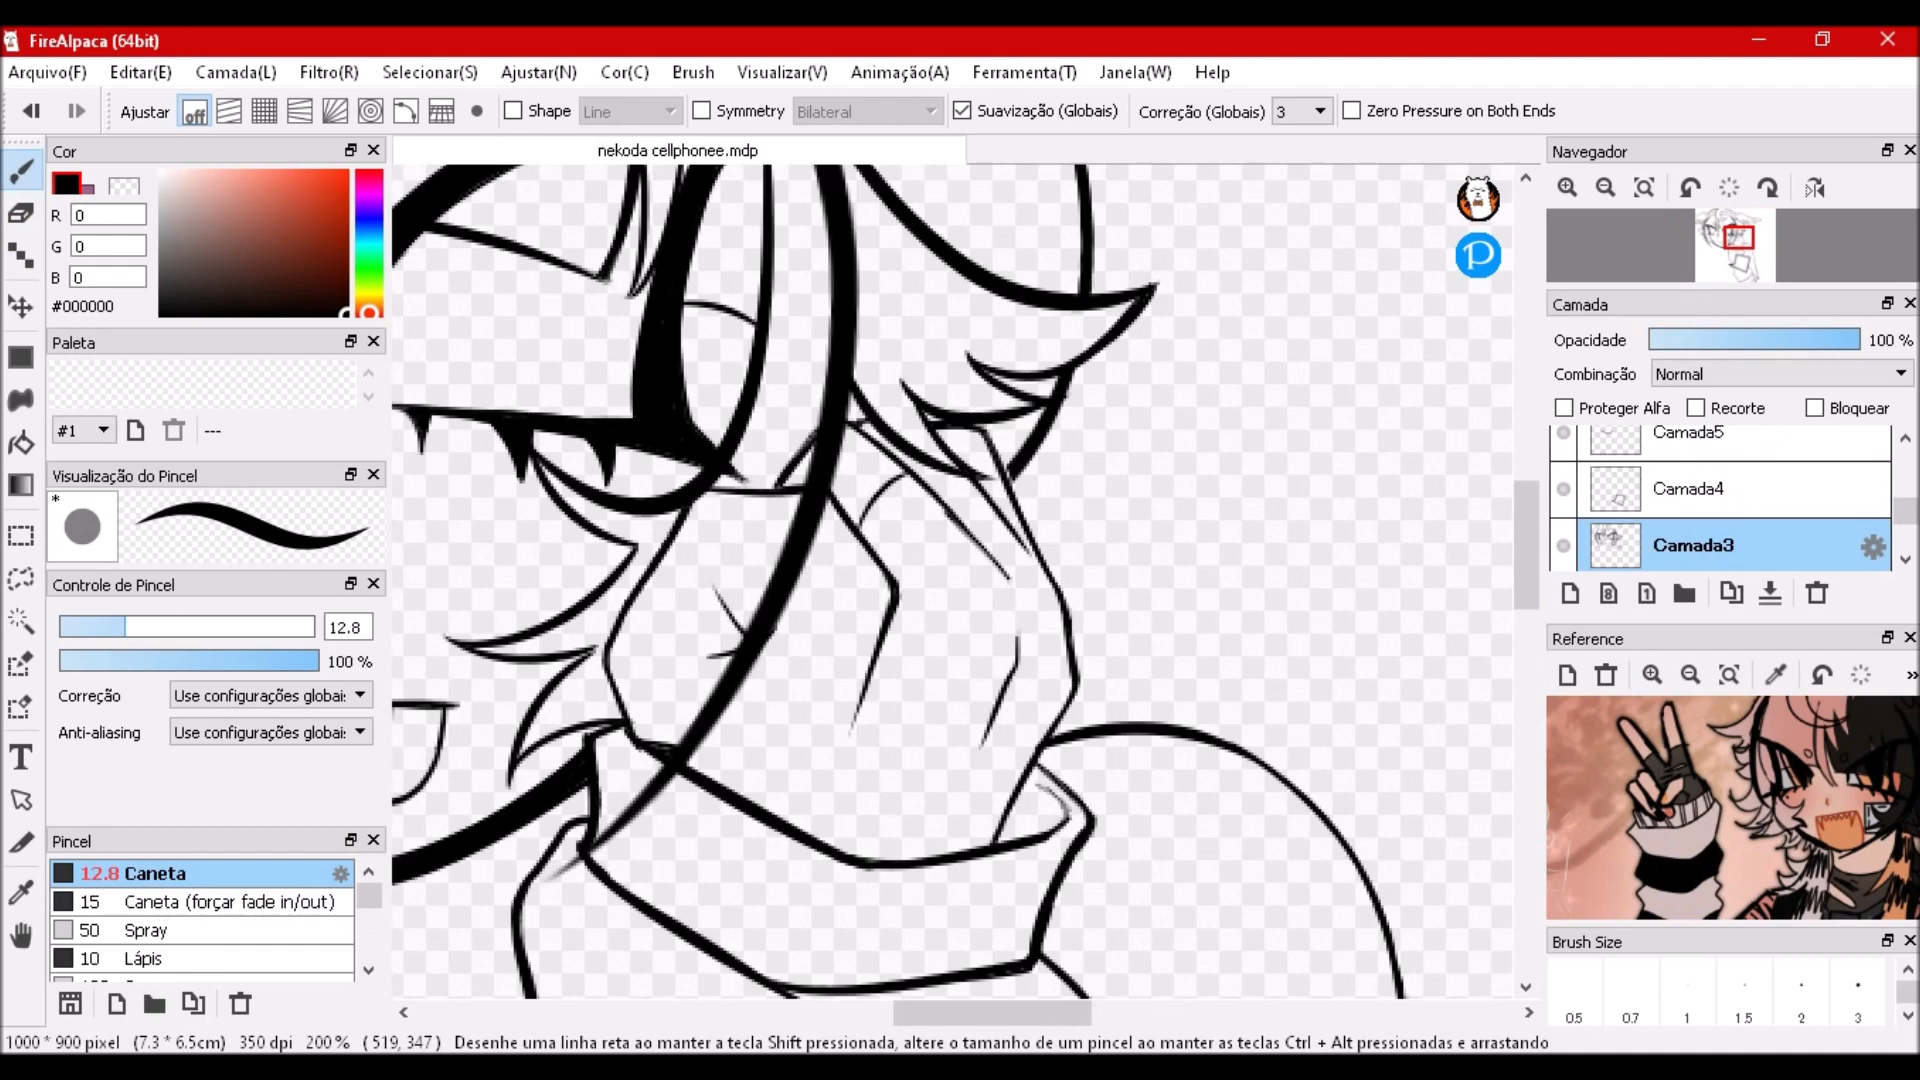 FireAlpaca (64bit)
Arquivo(F) Editar(E) Camada(L) Filtro(R) Selecionar(S) Ajustar(N) Cor(C) Brush Visualizar(V) Animação(A) Ferramenta(T) Janela(W) Help
Ajustar off Shape Line Symmetry Bilateral Suavização (Globais) Correção (Globais) 3 Zero Pressure on Both Ends
Cor
nekoda cellphonee.mdp
R 0
G 0
B 0
#000000
Paleta
#1 ---
Visualização do Pincel
*
Controle de Pincel
12.8
100 %
Correção Use configurações globai:
Anti-aliasing Use configurações globai:
T
Pincel
12.8 Caneta
15 Caneta (forçar fade in/out)
50 Spray
10 Lápis
P
Navegador
Camada
Opacidade 100 %
Combinação Normal
Proteger Alfa Recorte Bloquear
Camada5
Camada4
Camada3
8 1
Reference
»
Brush Size
0.5 0.7 1 1.5 2 3
1000 * 900 pixel (7.3 * 6.5cm) 350 dpi 200 % ( 519, 347 ) Desenhe uma linha reta ao manter a tecla Shift pressionada, altere o tamanho de um pincel ao manter as teclas Ctrl + Alt pressionadas e arrastando